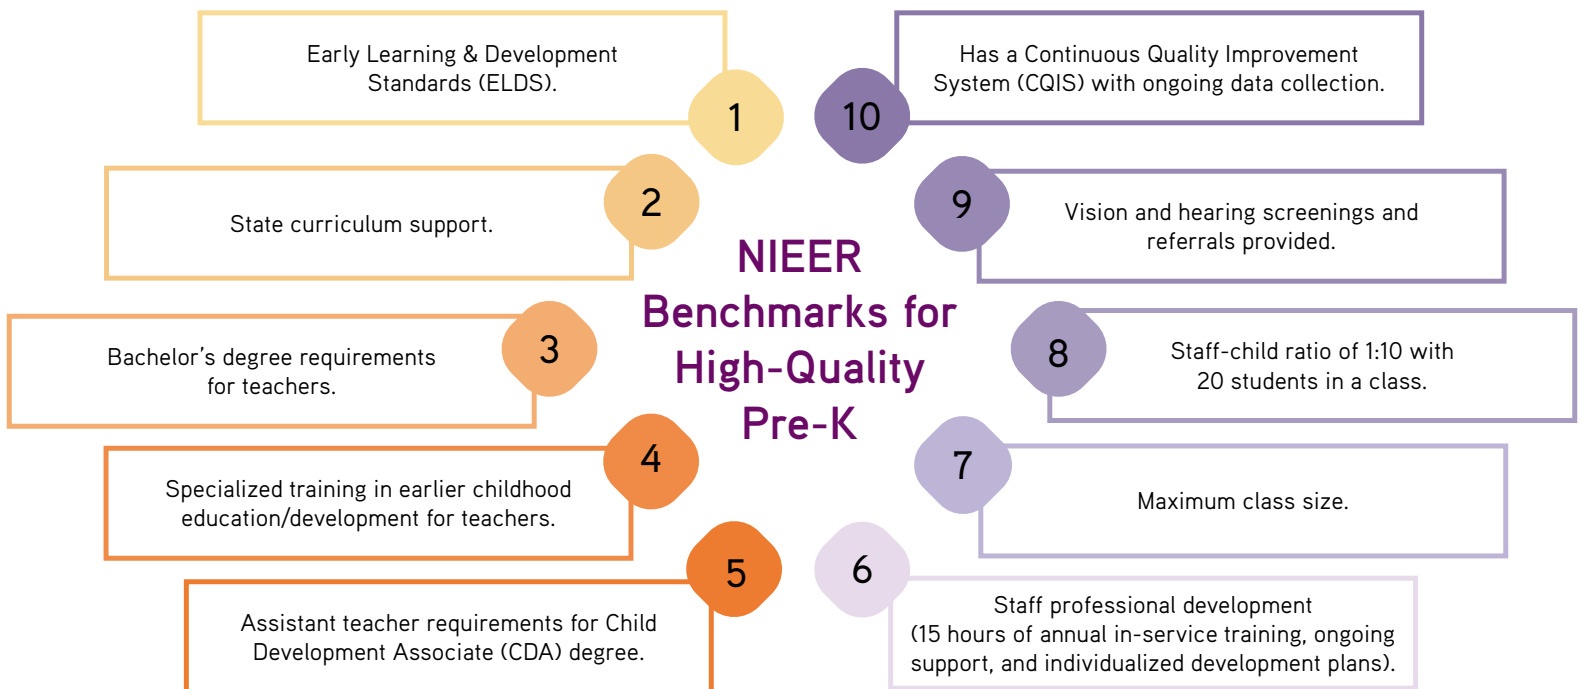 NIEER
Benchmarks for
High-Quality
Pre-K
1
Early Learning & Development
Standards (ELDS).
2
State curriculum support.
3
Bachelor's degree requirements
for teachers.
4
Specialized training in earlier childhood
education/development for teachers.
5
Assistant teacher requirements for Child
Development Associate (CDA) degree.
6
Staff professional development
(15 hours of annual in-service training, ongoing
support, and individualized development plans).
7
Maximum class size.
8
Staff-child ratio of 1:10 with
20 students in a class.
9
Vision and hearing screenings and
referrals provided.
10
Has a Continuous Quality Improvement
System (CQIS) with ongoing data collection.